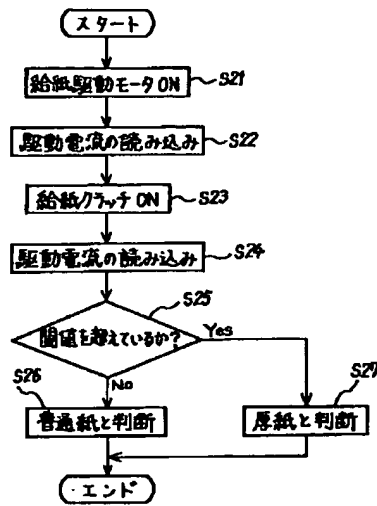 スタート
給紙駆動モータON
S21
駆動電流の読み込み
S22
給紙クラッチON
S23
駆動電流の読み込み
S24
S25
閾値を超えているか?
Yes
No
S26
普通紙と判断
S27
厚紙と判断
エンド